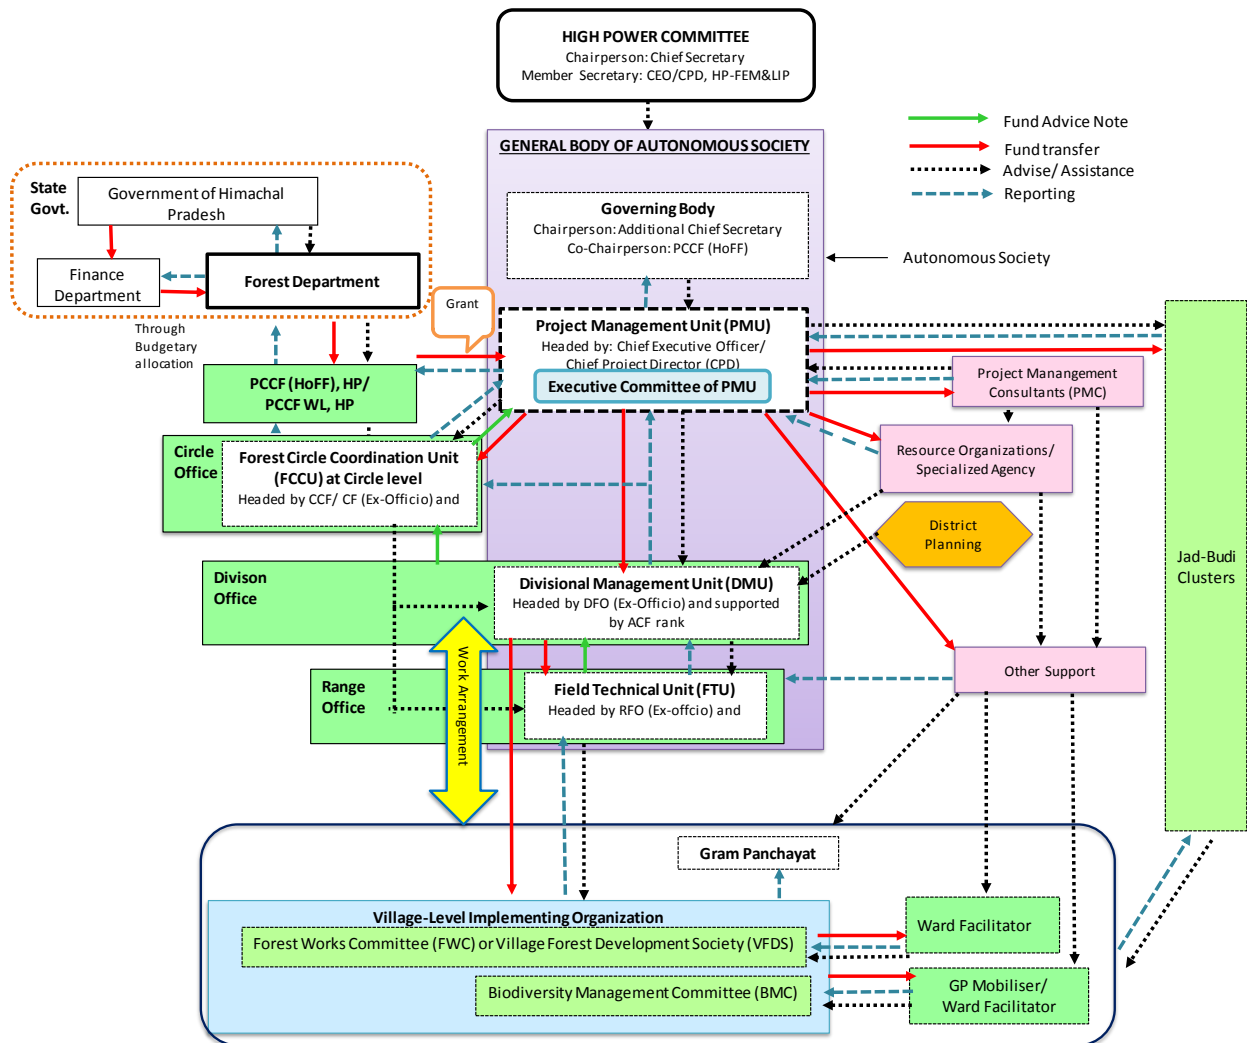 HIGH POWER COMMITTEE
Chairperson: Chief Secretary
Member Secretary: CEO/CPD, HP-FEM&LIP
Fund Advice Note
Fund transfer
Advise/ Assistance
Reporting
GENERAL BODY OF AUTONOMOUS SOCIETY
State
Govt.
Government of Himachal
Pradesh
Finance
Department
Forest Department
Governing Body
Chairperson: Additional Chief Secretary
Co-Chairperson: PCCF (HoFF)
Autonomous Society
Grant
Through
Budgetary
allocation
Project Management Unit (PMU)
Headed by: Chief Executive Officer/
Chief Project Director (CPD)
Executive Committee of PMU
PCCF (HoFF), HP/
PCCF WL, HP
Project Manangement
Consultants (PMC)
Circle
Office
Forest Circle Coordination Unit
(FCCU) at Circle level
Headed by CCF/ CF (Ex-Officio) and
Resource Organizations/
Specialized Agency
District
Planning
Jad-Budi
Clusters
Divison
Office
Divisional Management Unit (DMU)
Headed by DFO (Ex-Officio) and supported
by ACF rank
Work Arrangement
Range
Office
Field Technical Unit (FTU)
Headed by RFO (Ex-offcio) and
Other Support
Gram Panchayat
Village-Level Implementing Organization
Forest Works Committee (FWC) or Village Forest Development Society (VFDS)
Ward Facilitator
Biodiversity Management Committee (BMC)
GP Mobiliser/
Ward Facilitator